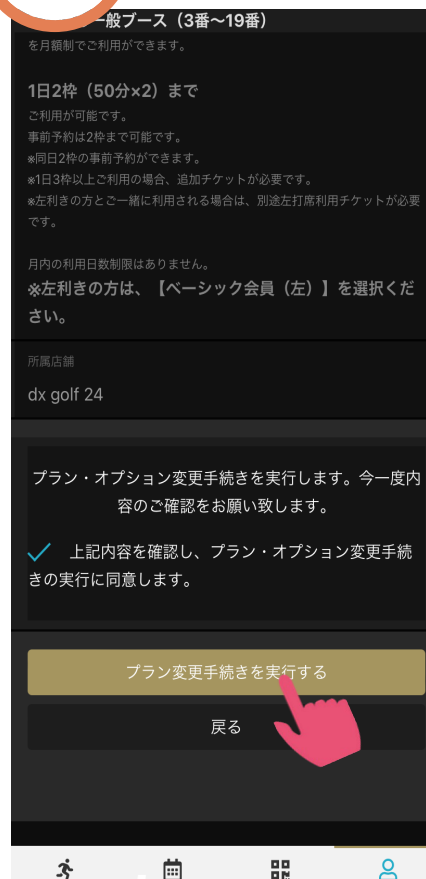 一般ブース（3番〜19番）
を月額制でご利用ができます。
1日2枠（50分×2）まで
ご利用が可能です。
事前予約は2枠まで可能です。
※同日2枠の事前予約ができます。
※1日3枠以上ご利用の場合、追加チケットが必要です。
※左利きの方とご一緒に利用される場合は、別途左打席利用チケットが必要
です。
月内の利用日数制限はありません。
※左利きの方は、【ベーシック会員（左）】を選択くだ
さい。
所属店舗
dx golf 24
プラン・オプション変更手続きを実行します。今一度内
容のご確認をお願い致します。
上記内容を確認し、プラン・オプション変更手続
きの実行に同意します。
プラン変更手続きを実行する
戻る